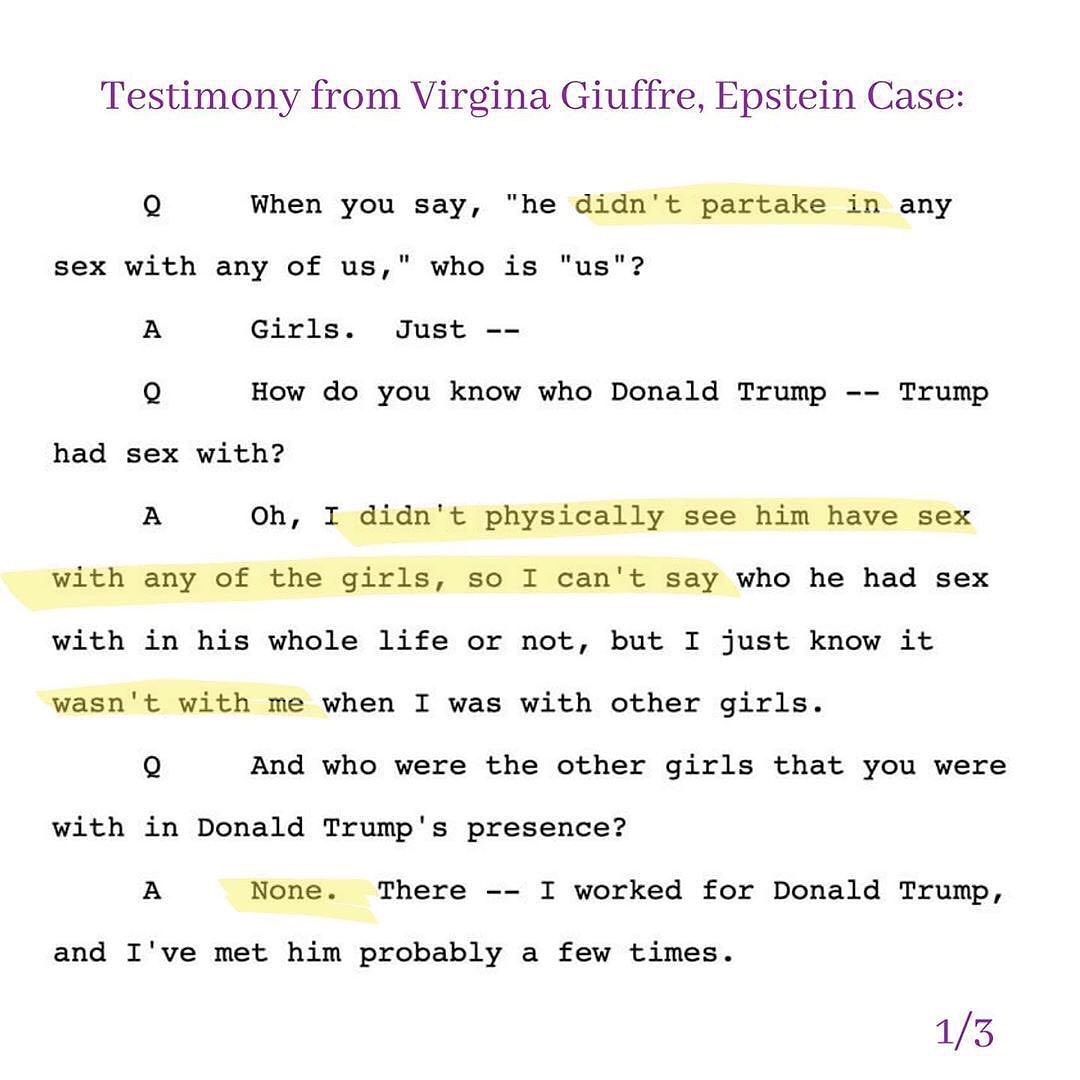 Testimony from Virgina Giuffre, Epstein Case:
Q When you say, "he didn't partake in any
sex with any of us," who is "us"?
A Girls. Just --
Q How do you know who Donald Trump -- Trump
had sex with?
A Oh, I didn't physically see him have sex
with any of the girls, so I can't say who he had sex
with in his whole life or not, but I just know it
wasn't with me when I was with other girls.
Q And who were the other girls that you were
with in Donald Trump's presence?
A None. There -- I worked for Donald Trump,
and I've met him probably a few times.
1/3